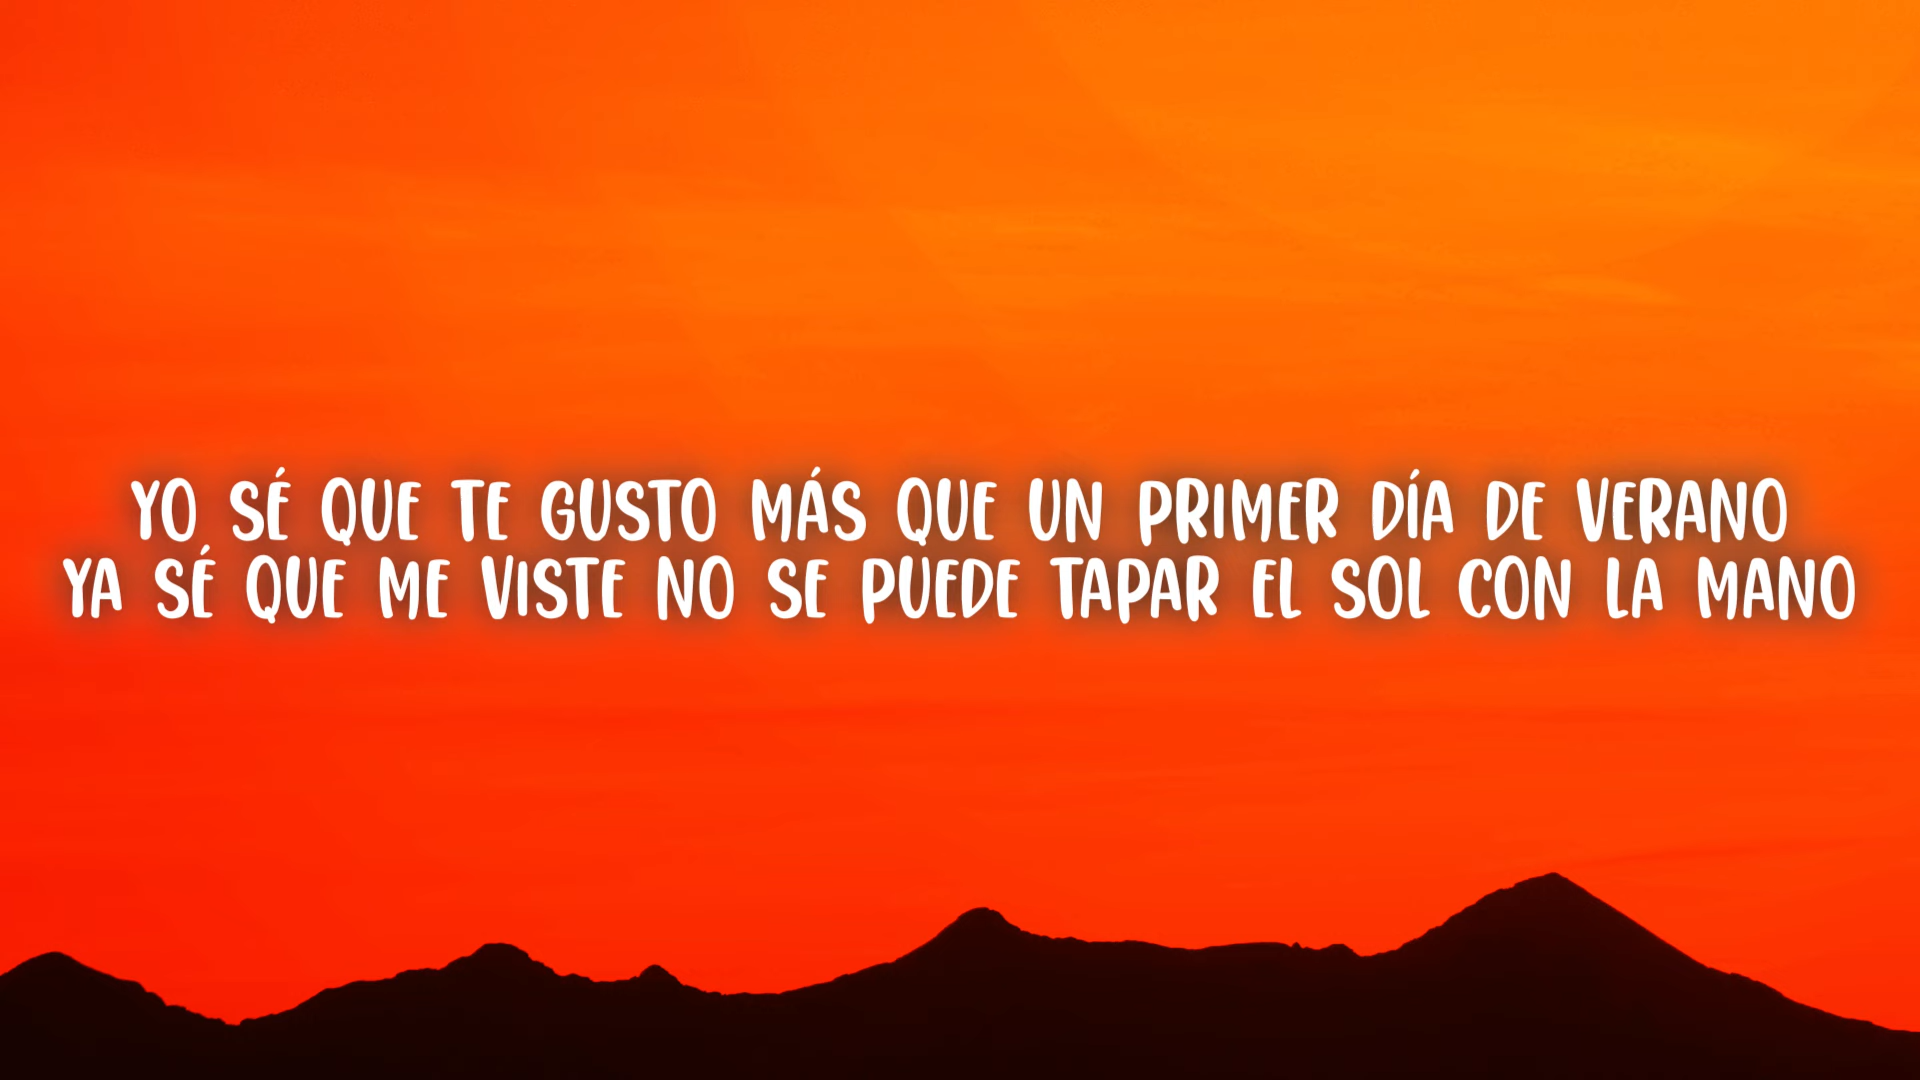 YO SÉ QUE TE GUSTO MÁS QUE UN PRIMER DÍA DE VERANO
YA SÉ QUE ME VISTE NO SE PUEDE TAPAR EL SOL CON LA MANO